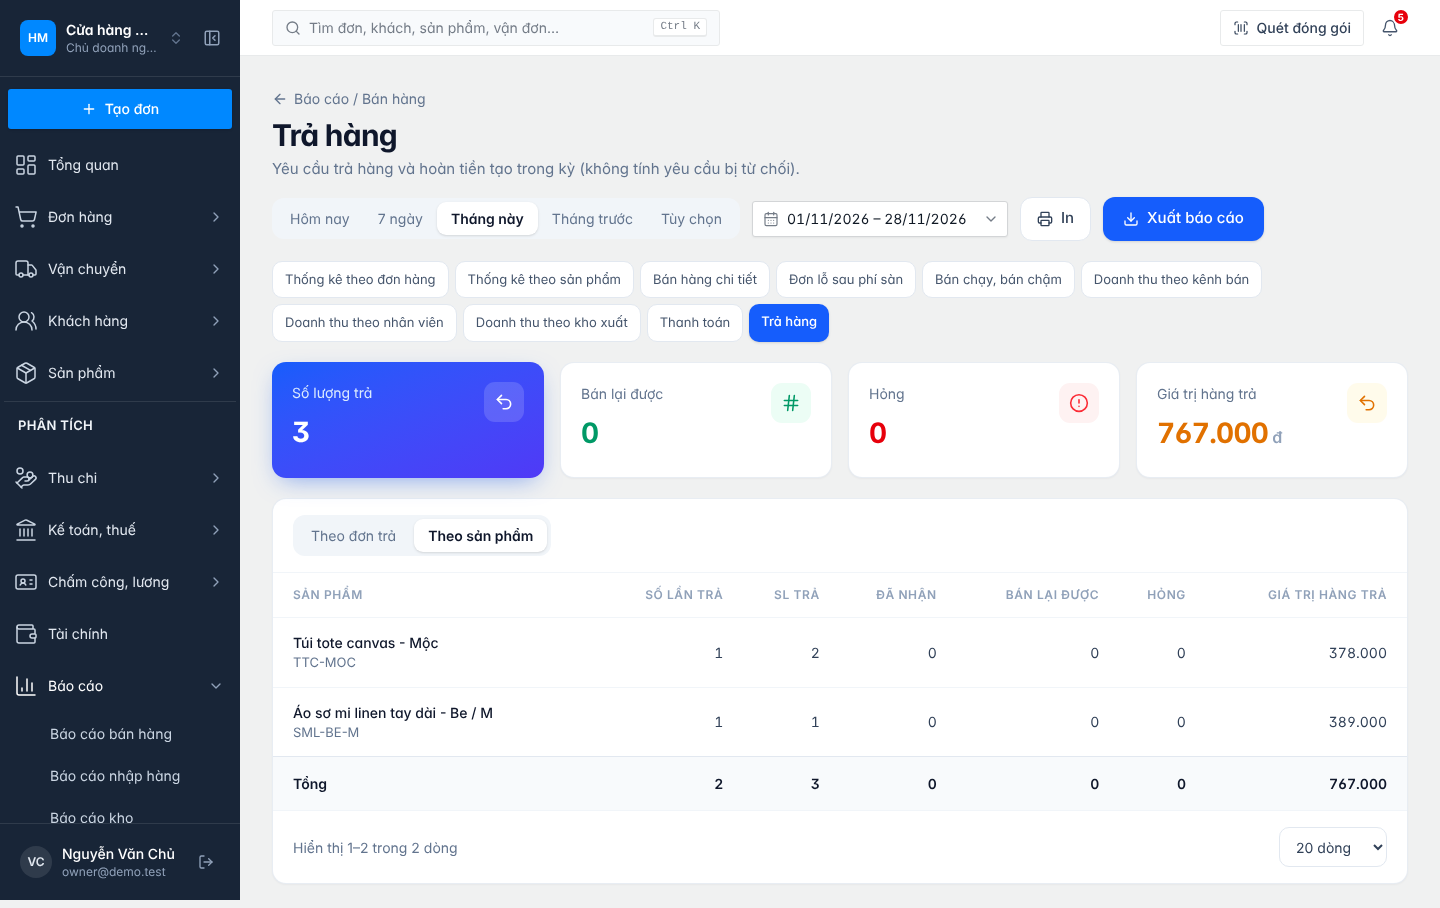 HM
Cửa hàng ...
Chủ doanh ng...
Tìm đơn, khách, sản phẩm, vận đơn...
Ctrl K
Quét đóng gói
5
Tạo đơn
Tổng quan
Đơn hàng
Vận chuyển
Khách hàng
Sản phẩm
PHÂN TÍCH
Thu chi
Kế toán, thuế
Chấm công, lương
Tài chính
Báo cáo
Báo cáo bán hàng
Báo cáo nhập hàng
Báo cáo kho
VC
Nguyễn Văn Chủ
owner@demo.test
Báo cáo / Bán hàng
Trả hàng
Yêu cầu trả hàng và hoàn tiền tạo trong kỳ (không tính yêu cầu bị từ chối).
Hôm nay
7 ngày
Tháng này
Tháng trước
Tùy chọn
01/11/2026 – 28/11/2026
In
Xuất báo cáo
Thống kê theo đơn hàng
Thống kê theo sản phẩm
Bán hàng chi tiết
Đơn lỗ sau phí sàn
Bán chạy, bán chậm
Doanh thu theo kênh bán
Doanh thu theo nhân viên
Doanh thu theo kho xuất
Thanh toán
Trả hàng
Số lượng trả
3
Bán lại được
0
Hỏng
0
Giá trị hàng trả
767.000 đ
Theo đơn trả
Theo sản phẩm
SẢN PHẨM SỐ LẦN TRẢ SL TRẢ ĐÃ NHẬN BÁN LẠI ĐƯỢC HỎNG GIÁ TRỊ HÀNG TRẢ
Túi tote canvas - Mộc
TTC-MOC
1 2 0 0 0 378.000
Áo sơ mi linen tay dài - Be / M
SML-BE-M
1 1 0 0 0 389.000
Tổng 2 3 0 0 0 767.000
Hiển thị 1–2 trong 2 dòng
20 dòng